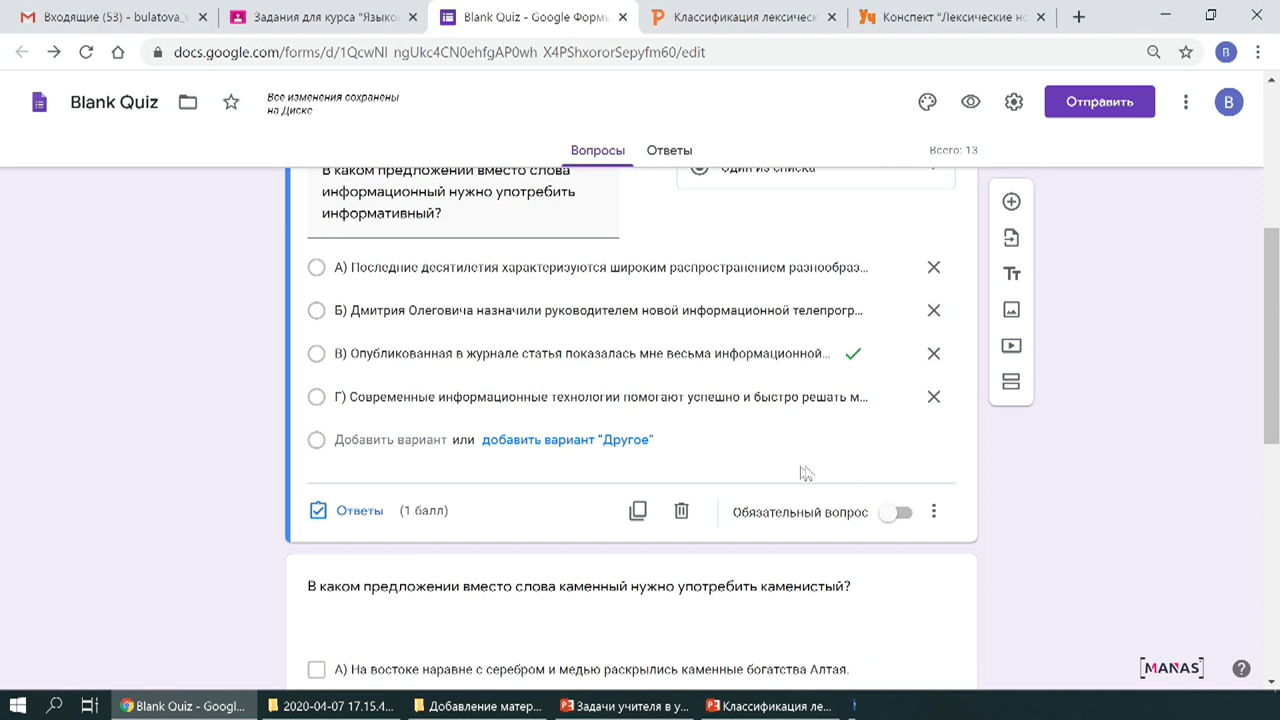 Входящие (53) - bulatova_v
Задания для курса "Языко
Blank Quiz - Google Формы
Классификация лексическ
Конспект "Лексические но
docs.google.com/forms/d/1QcwNI_ngUkc4CN0ehfgAP0wh_X4PShxororSepyfm60/edit
B
Blank Quiz
Все изменения сохранены
на Диске
Отправить
B
Вопросы
Ответы
Всего: 13
В каком предложении вместо слова
информационный нужно употребить
информативный?
Один из списка
А) Последние десятилетия характеризуются широким распространением разнообраз...
Б) Дмитрия Олеговича назначили руководителем новой информационной телепрогр...
В) Опубликованная в журнале статья показалась мне весьма информационной...
Г) Современные информационные технологии помогают успешно и быстро решать м...
Добавить вариант или добавить вариант "Другое"
Ответы (1 балл)
Обязательный вопрос
В каком предложении вместо слова каменный нужно употребить каменистый?
А) На востоке наравне с серебром и медью раскрылись каменные богатства Алтая.
[MANAS]
Blank Quiz - Googl...
2020-04-07 17.15.4...
Добавление матер...
Задачи учителя в у...
Классификация ле...